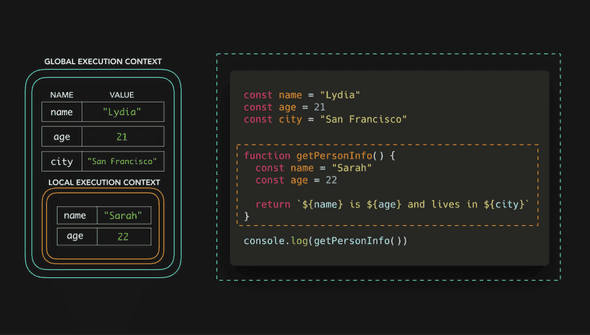 GLOBAL EXECUTION CONTEXT
NAME VALUE
name "Lydia"
age 21
city "San Francisco"
LOCAL EXECUTION CONTEXT
name "Sarah"
age 22
const name = "Lydia"
const age = 21
const city = "San Francisco"
function getPersonInfo() {
const name = "Sarah"
const age = 22
return `${name} is ${age} and lives in ${city}`
}
console.log(getPersonInfo())